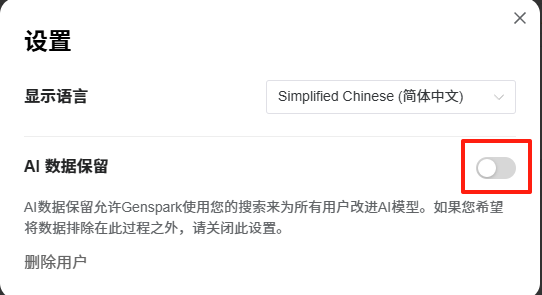 设置
显示语言
Simplified Chinese (简体中文)
AI 数据保留
AI数据保留允许Genspark使用您的搜索来为所有用户改进AI模型。如果您希望
将数据排除在此过程之外，请关闭此设置。
删除用户